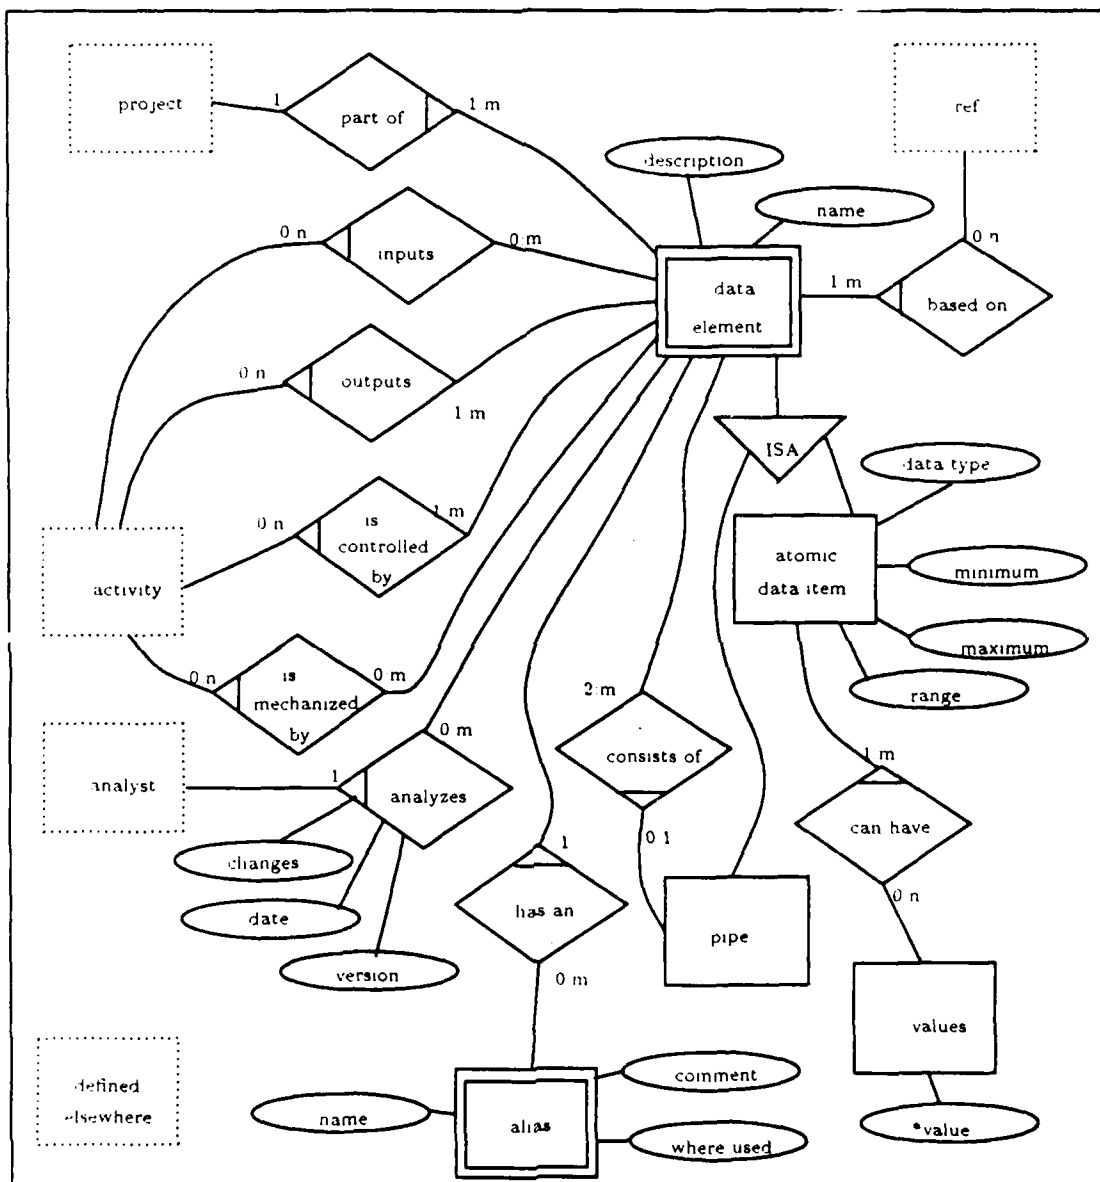 project
1
part of
1 m
ref
description
name
0 n
inputs
0 m
0 n
data
element
1 m
based on
0 n
outputs
1 m
ISA
data type
0 n
is
controlled
by
1 m
activity
atomic
data item
minimum
maximum
range
0 n
is
mechanized
by
0 m
2 m
analyst
1
analyzes
0 m
consists of
1 m
can have
changes
date
version
1
0 1
has an
0 m
pipe
0 n
values
*value
defined
elsewhere
name
alias
comment
where used